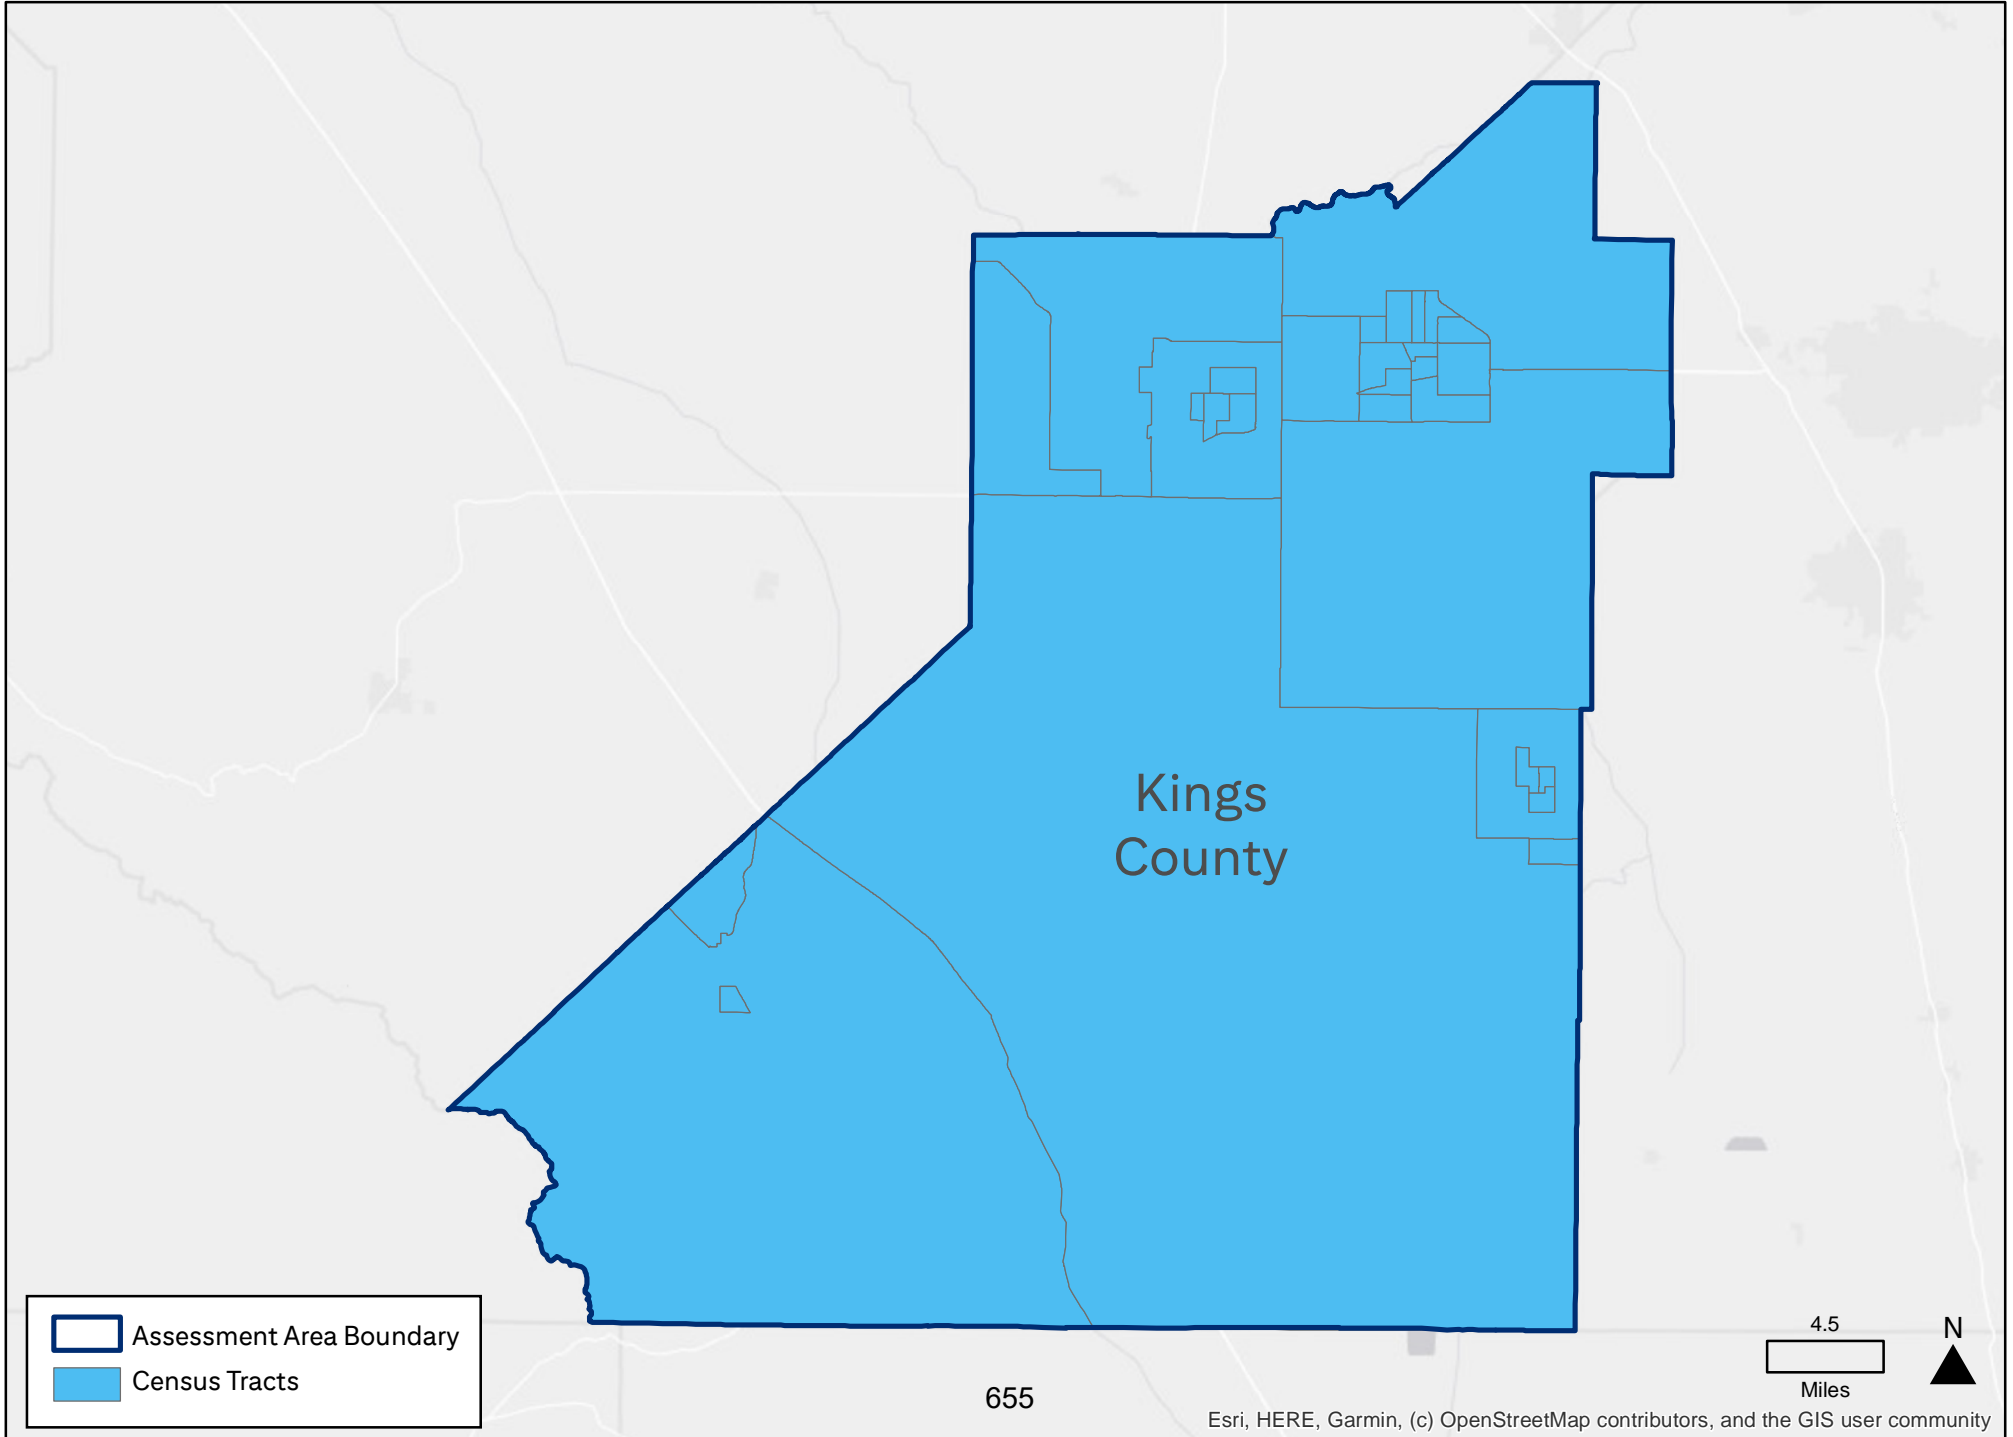 Kings
County
Assessment Area Boundary
Census Tracts
655
4.5
Miles
N
Esri, HERE, Garmin, (c) OpenStreetMap contributors, and the GIS user community